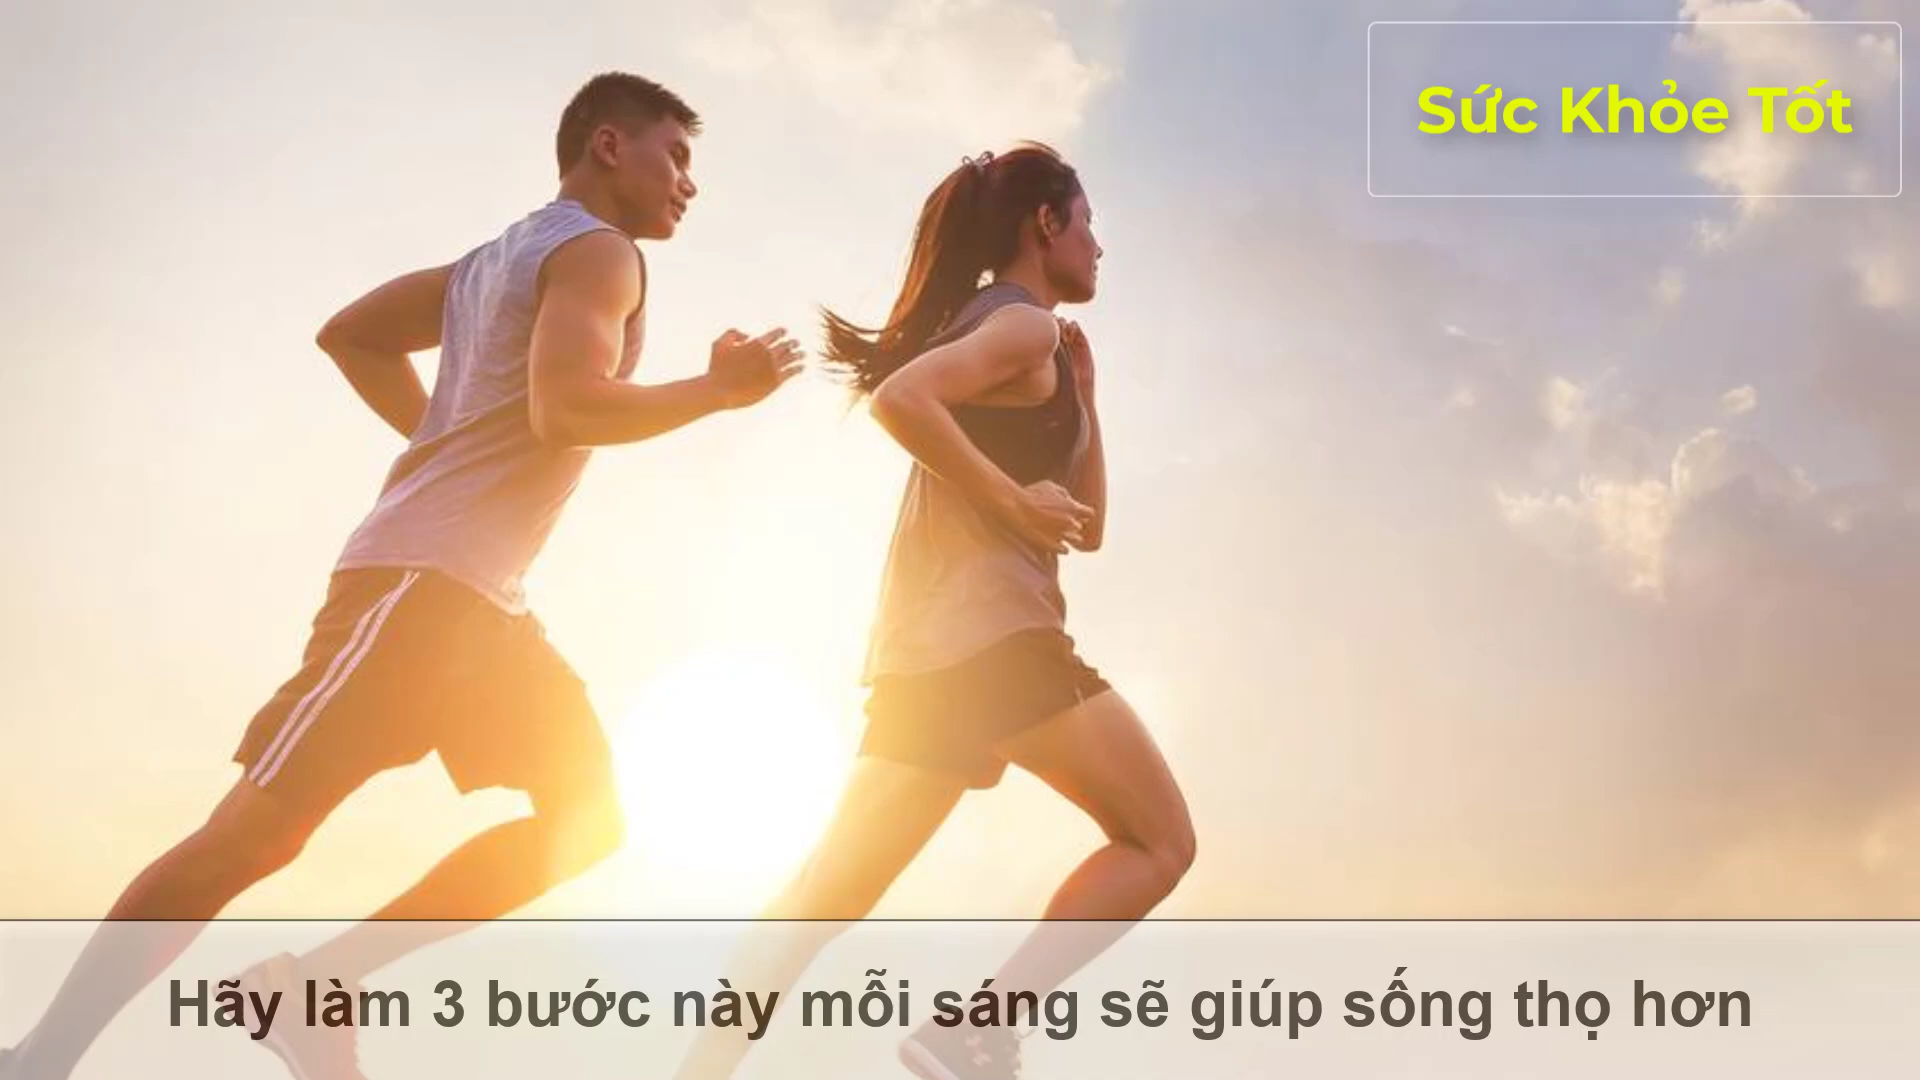 Sức Khỏe Tốt
Hãy làm 3 bước này mỗi sáng sẽ giúp sống thọ hơn